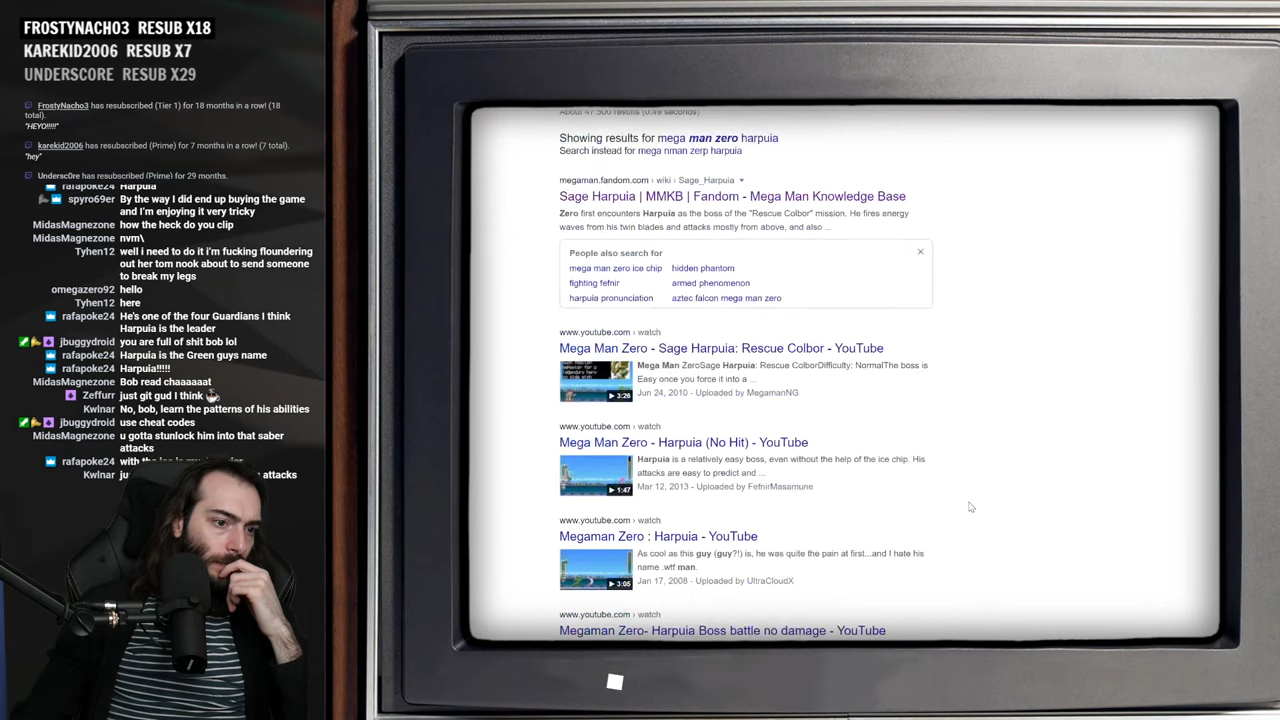 FROSTYNACHO3 RESUB X18
KAREKID2006 RESUB X7
UNDERSCORE RESUB X29
FrostyNacho3 has resubscribed (Tier 1) for 18 months in a row! (18
total).
"HEYO!!!!!"
karekid2006 has resubscribed (Prime) for 7 months in a row! (7 total).
"hey"
Undersc0re has resubscribed (Prime) for 29 months.
rafapoke24 Harpuia
spyro69er By the way I did end up buying the game
and I'm enjoying it very tricky
MidasMagnezone how the heck do you clip
MidasMagnezone nvm\
Tyhen12 well i need to do it i'm fucking floundering
out her tom nook about to send someone
to break my legs
omegazero92 hello
Tyhen12 here
rafapoke24 He's one of the four Guardians I think
Harpuia is the leader
jbuggydroid you are full of shit bob lol
rafapoke24 Harpuia is the Green guys name
rafapoke24 Harpuia!!!!!
MidasMagnezone Bob read chaaaaaat
Zeffurr just git gud I think
Kwlnar No, bob, learn the patterns of his abilities
jbuggydroid use cheat codes
MidasMagnezone u gotta stunlock him into that saber
attacks
rafapoke24 with the
Kwlnar attacks
About 47,500 results (0.49 seconds)
Showing results for mega man zero harpuia
Search instead for mega nman zerp harpuia
megaman.fandom.com › wiki › Sage_Harpuia
Sage Harpuia | MMKB | Fandom - Mega Man Knowledge Base
Zero first encounters Harpuia as the boss of the "Rescue Colbor" mission. He fires energy
waves from his twin blades and attacks mostly from above, and also ...
People also search for
mega man zero ice chip hidden phantom
fighting fefnir armed phenomenon
harpuia pronunciation aztec falcon mega man zero
www.youtube.com › watch
Mega Man Zero - Sage Harpuia: Rescue Colbor - YouTube
Mega Man ZeroSage Harpuia: Rescue ColborDifficulty: NormalThe boss is
Easy once you force it into a ...
3:26
Jun 24, 2010 - Uploaded by MegamanNG
www.youtube.com › watch
Mega Man Zero - Harpuia (No Hit) - YouTube
Harpuia is a relatively easy boss, even without the help of the ice chip. His
attacks are easy to predict and ...
1:47
Mar 12, 2013 - Uploaded by FefnirMasamune
www.youtube.com › watch
Megaman Zero : Harpuia - YouTube
As cool as this guy (guy?!) is, he was quite the pain at first...and I hate his
name..wtf man.
3:05
Jan 17, 2008 - Uploaded by UltraCloudX
www.youtube.com › watch
Megaman Zero- Harpuia Boss battle no damage - YouTube